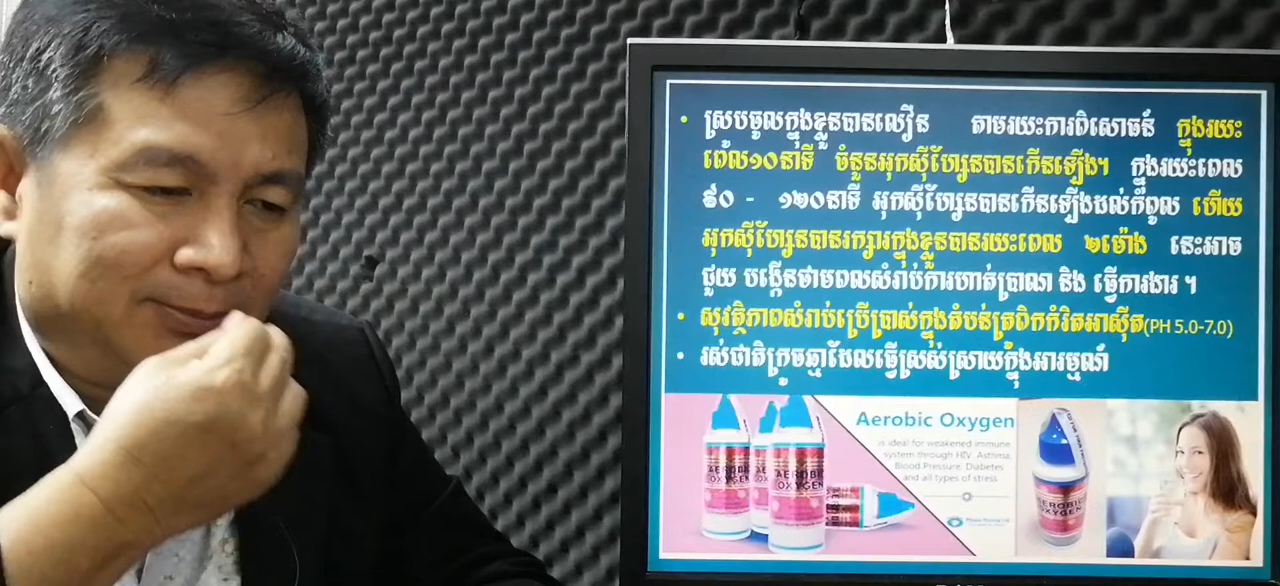 • ស្របចូលក្នុងខ្លួនបានលឿន តាមរយះការពិសោធន៍ ក្នុងរយះ
ពេល១០នាទី ចំនួនអុកស៊ីហ្សែនបានកើនឡើង។ ក្នុងរយះពេល
៩០ - ១២០នាទី អុកស៊ីហ្សែនបានកើនឡើងដល់កំពូល ហើយ
អុកស៊ីហ្សែនបានរក្សារក្នុងខ្លួនបានរយះពេល ២ម៉ោង នេះអាច
ជួយ បង្កើនថាមពលសំរាប់ការហាត់ប្រាណ និង ធ្វើការងារ ។
• សុវត្ថិភាពសំរាប់ប្រើប្រាស់ក្នុងតំបន់ត្រពិកកំរិតអាស៊ីត(PH 5.0-7.0)
• រស់ជាតិក្រូចឆ្មាដែលធ្វើស្រស់ស្រាយក្នុងអារម្មណ៍
Aerobic Oxygen
is ideal for weakened immune
system through HIV, Asthma,
Blood Pressure, Diabetes
and all types of stress
AEROBIC
OXYGEN
AEROBIC
OXYGEN